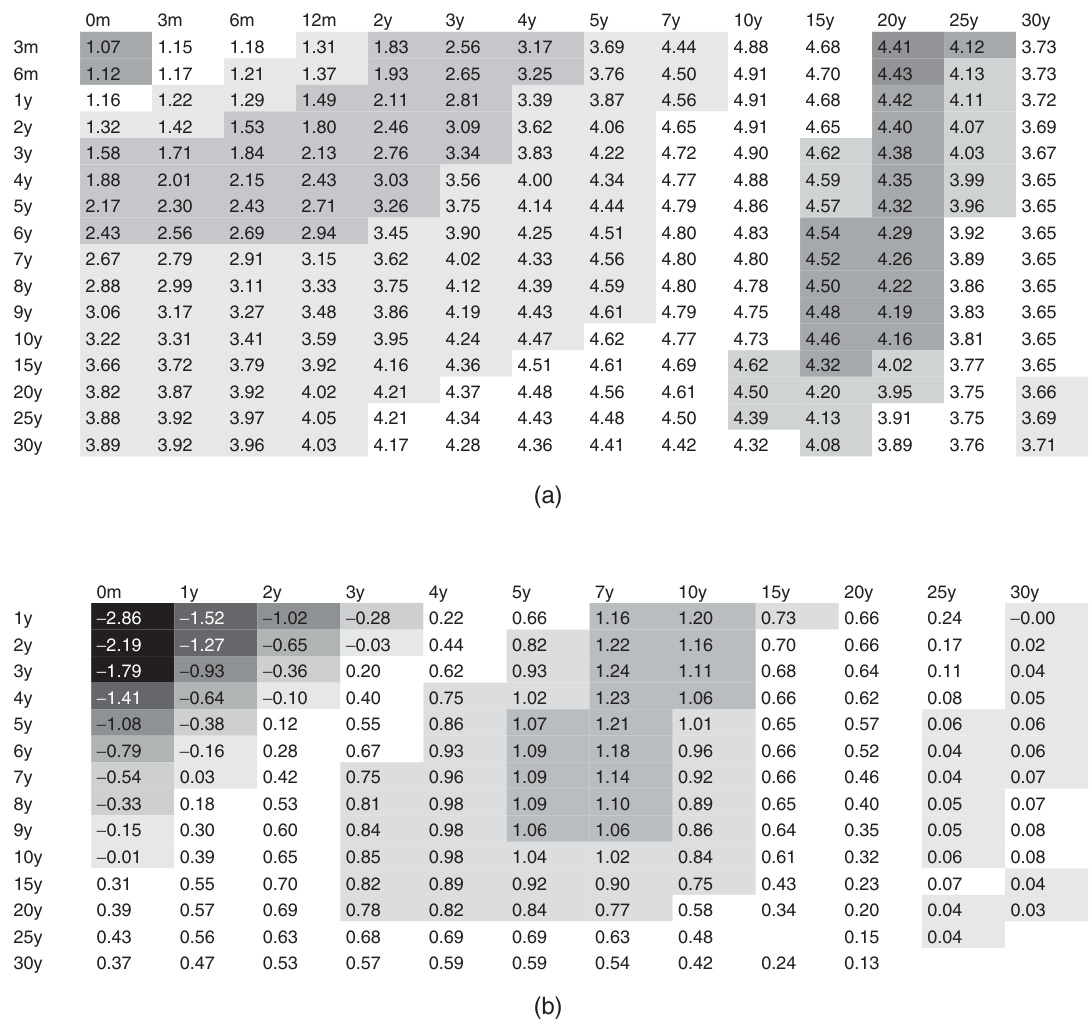 0m 3m 6m 12m 2y 3y 4y 5y 7y 10y 15y 20y 25y 30y
3m 1.07 1.15 1.18 1.31 1.83 2.56 3.17 3.69 4.44 4.88 4.68 4.41 4.12 3.73
6m 1.12 1.17 1.21 1.37 1.93 2.65 3.25 3.76 4.50 4.91 4.70 4.43 4.13 3.73
1y 1.16 1.22 1.29 1.49 2.11 2.81 3.39 3.87 4.56 4.91 4.68 4.42 4.11 3.72
2y 1.32 1.42 1.53 1.80 2.46 3.09 3.62 4.06 4.65 4.91 4.65 4.40 4.07 3.69
3y 1.58 1.71 1.84 2.13 2.76 3.34 3.83 4.22 4.72 4.90 4.62 4.38 4.03 3.67
4y 1.88 2.01 2.15 2.43 3.03 3.56 4.00 4.34 4.77 4.88 4.59 4.35 3.99 3.65
5y 2.17 2.30 2.43 2.71 3.26 3.75 4.14 4.44 4.79 4.86 4.57 4.32 3.96 3.65
6y 2.43 2.56 2.69 2.94 3.45 3.90 4.25 4.51 4.80 4.83 4.54 4.29 3.92 3.65
7y 2.67 2.79 2.91 3.15 3.62 4.02 4.33 4.56 4.80 4.80 4.52 4.26 3.89 3.65
8y 2.88 2.99 3.11 3.33 3.75 4.12 4.39 4.59 4.80 4.78 4.50 4.22 3.86 3.65
9y 3.06 3.17 3.27 3.48 3.86 4.19 4.43 4.61 4.79 4.75 4.48 4.19 3.83 3.65
10y 3.22 3.31 3.41 3.59 3.95 4.24 4.47 4.62 4.77 4.73 4.46 4.16 3.81 3.65
15y 3.66 3.72 3.79 3.92 4.16 4.36 4.51 4.61 4.69 4.62 4.32 4.02 3.77 3.65
20y 3.82 3.87 3.92 4.02 4.21 4.37 4.48 4.56 4.61 4.50 4.20 3.95 3.75 3.66
25y 3.88 3.92 3.97 4.05 4.21 4.34 4.43 4.48 4.50 4.39 4.13 3.91 3.75 3.69
30y 3.89 3.92 3.96 4.03 4.17 4.28 4.36 4.41 4.42 4.32 4.08 3.89 3.76 3.71
(a)
0m 1y 2y 3y 4y 5y 7y 10y 15y 20y 25y 30y
1y −2.86 −1.52 −1.02 −0.28 0.22 0.66 1.16 1.20 0.73 0.66 0.24 −0.00
2y −2.19 −1.27 −0.65 −0.03 0.44 0.82 1.22 1.16 0.70 0.66 0.17 0.02
3y −1.79 −0.93 −0.36 0.20 0.62 0.93 1.24 1.11 0.68 0.64 0.11 0.04
4y −1.41 −0.64 −0.10 0.40 0.75 1.02 1.23 1.06 0.66 0.62 0.08 0.05
5y −1.08 −0.38 0.12 0.55 0.86 1.07 1.21 1.01 0.65 0.57 0.06 0.06
6y −0.79 −0.16 0.28 0.67 0.93 1.09 1.18 0.96 0.66 0.52 0.04 0.06
7y −0.54 0.03 0.42 0.75 0.96 1.09 1.14 0.92 0.66 0.46 0.04 0.07
8y −0.33 0.18 0.53 0.81 0.98 1.09 1.10 0.89 0.65 0.40 0.05 0.07
9y −0.15 0.30 0.60 0.84 0.98 1.06 1.06 0.86 0.64 0.35 0.05 0.08
10y −0.01 0.39 0.65 0.85 0.98 1.04 1.02 0.84 0.61 0.32 0.06 0.08
15y 0.31 0.55 0.70 0.82 0.89 0.92 0.90 0.75 0.43 0.23 0.07 0.04
20y 0.39 0.57 0.69 0.78 0.82 0.84 0.77 0.58 0.34 0.20 0.04 0.03
25y 0.43 0.56 0.63 0.68 0.69 0.69 0.63 0.48 0.15 0.04
30y 0.37 0.47 0.53 0.57 0.59 0.59 0.54 0.42 0.24 0.13
(b)